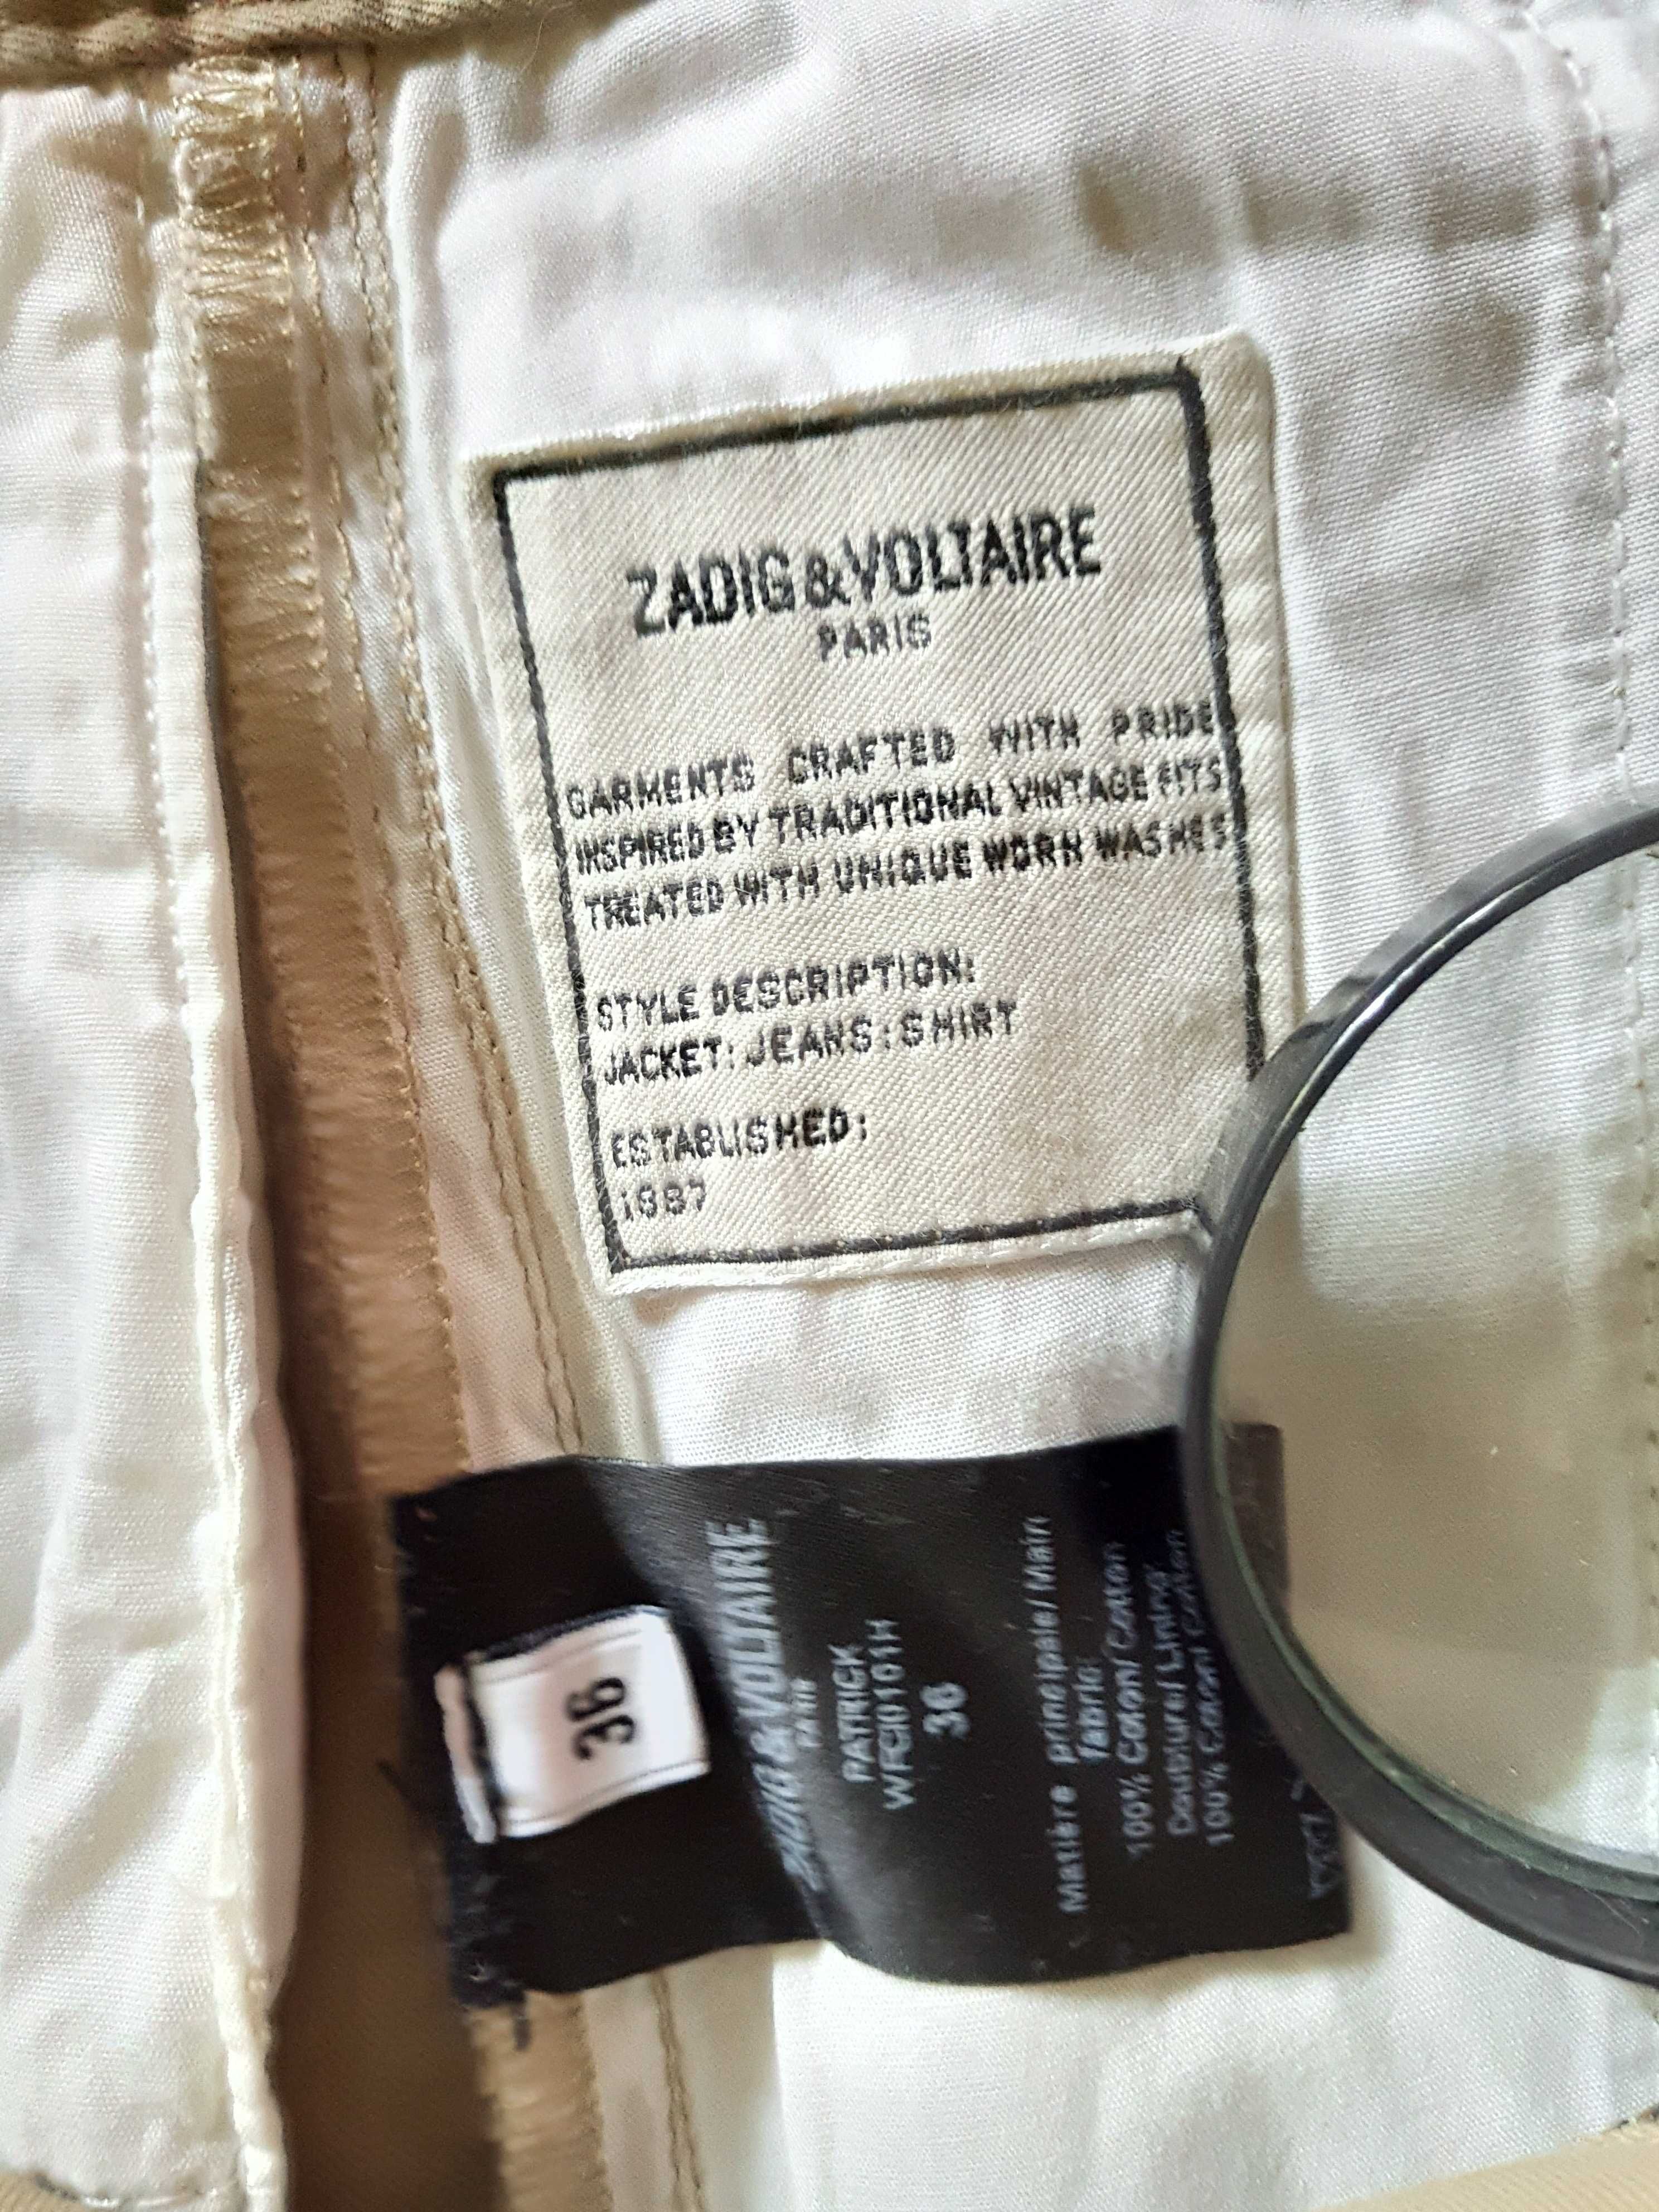 ZADIG&VOLTAIRE
PARIS
GARMENTS CRAFTED WITH PRIDE
INSPIRED BY TRADITIONAL VINTAGE FITS
TREATED WITH UNIQUE WORN WASHES
STYLE DESCRIPTION:
JACKET: JEANS: SHIRT
ESTABLISHED:
1997
36
ZADIG&VOLTAIRE
PARIS
PATRICK
36
Matière principale/ Main
fabric:
100% Coton/ Cotton
Doublure/ Lining:
100% Coton/ Cotton